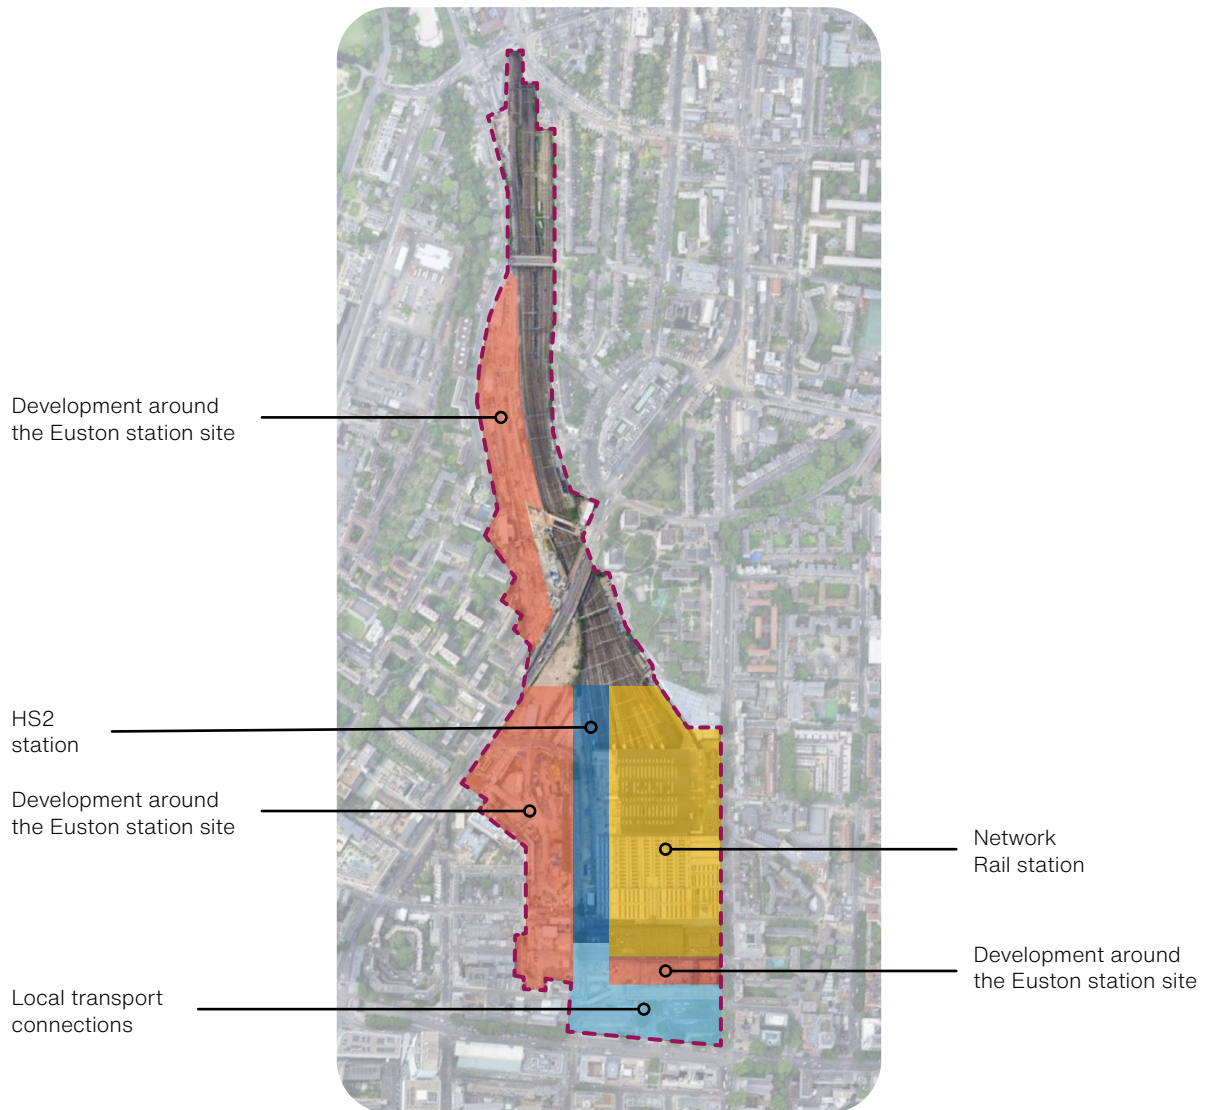 Development around
the Euston station site
HS2
station
Development around
the Euston station site
Local transport
connections
Network
Rail station
Development around
the Euston station site